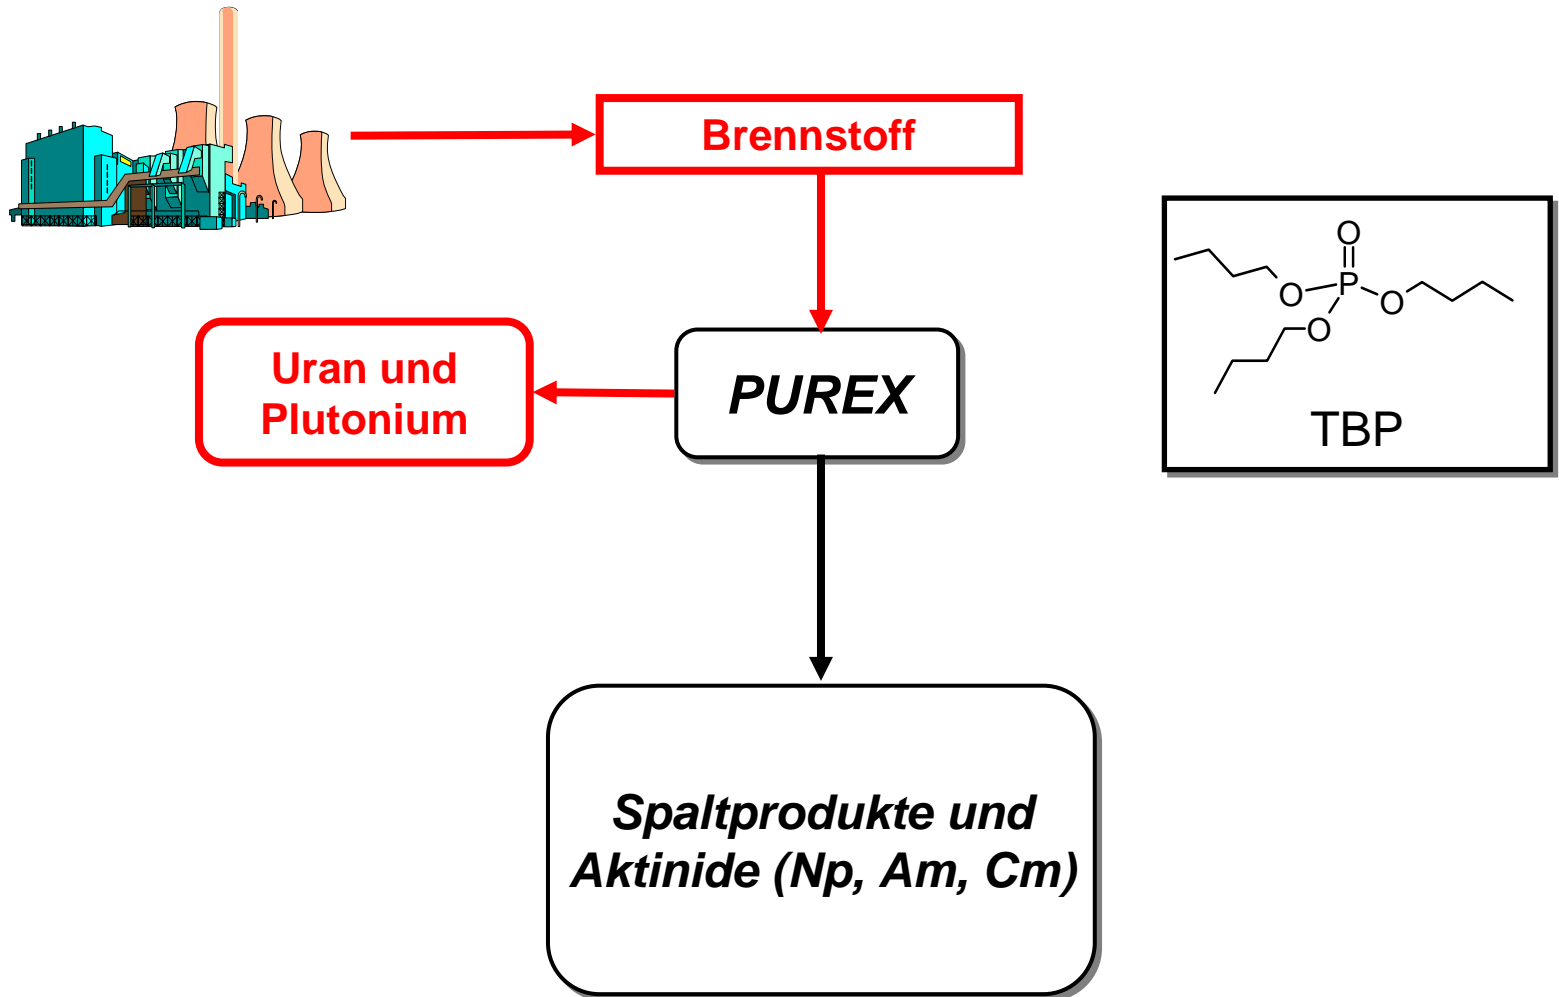 Brennstoff
Uran und
Plutonium
PUREX
O
P
O
O
O
TBP
Spaltprodukte und
Aktinide (Np, Am, Cm)